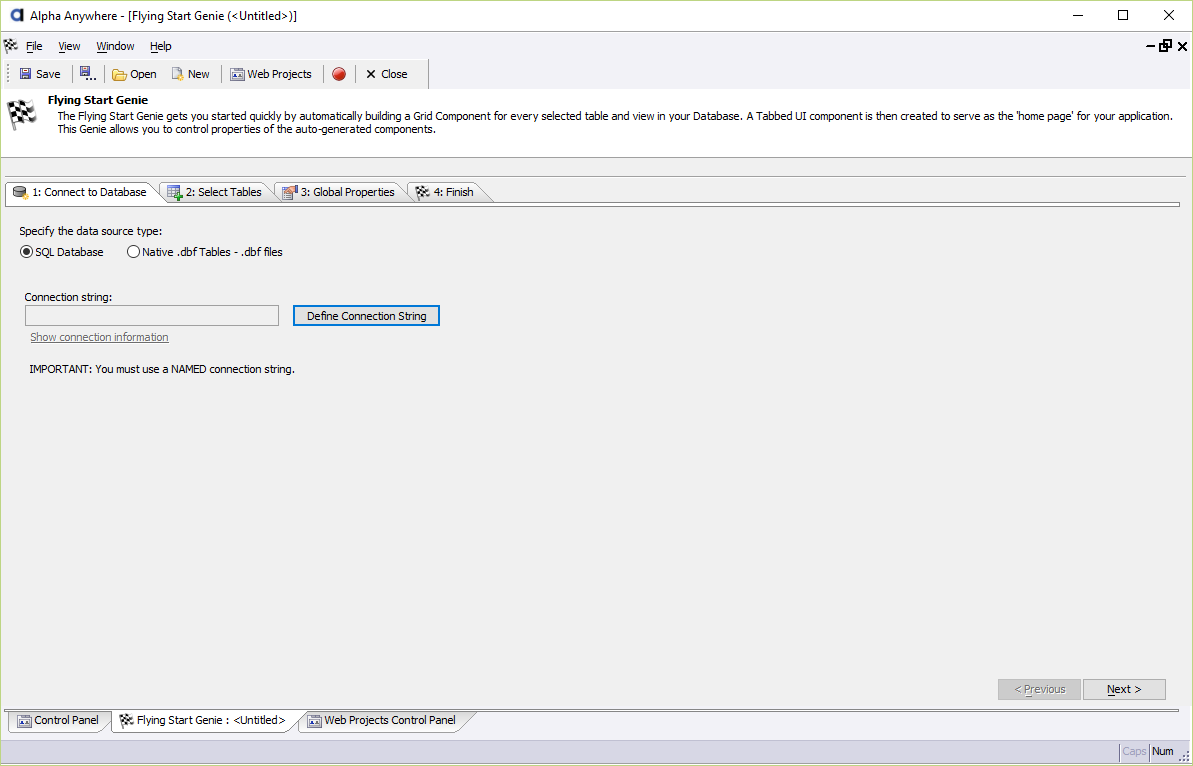 Alpha Anywhere - [Flying Start Genie (<Untitled>)]
File View Window Help
Save ... Open New Web Projects Close
Flying Start Genie
The Flying Start Genie gets you started quickly by automatically building a Grid Component for every selected table and view in your Database. A Tabbed UI component is then created to serve as the 'home page' for your application.
This Genie allows you to control properties of the auto-generated components.
1: Connect to Database 2: Select Tables 3: Global Properties 4: Finish
Specify the data source type:
SQL Database Native .dbf Tables - .dbf files
Connection string:
Define Connection String
Show connection information
IMPORTANT: You must use a NAMED connection string.
< Previous Next >
Control Panel Flying Start Genie : <Untitled> Web Projects Control Panel
Caps Num